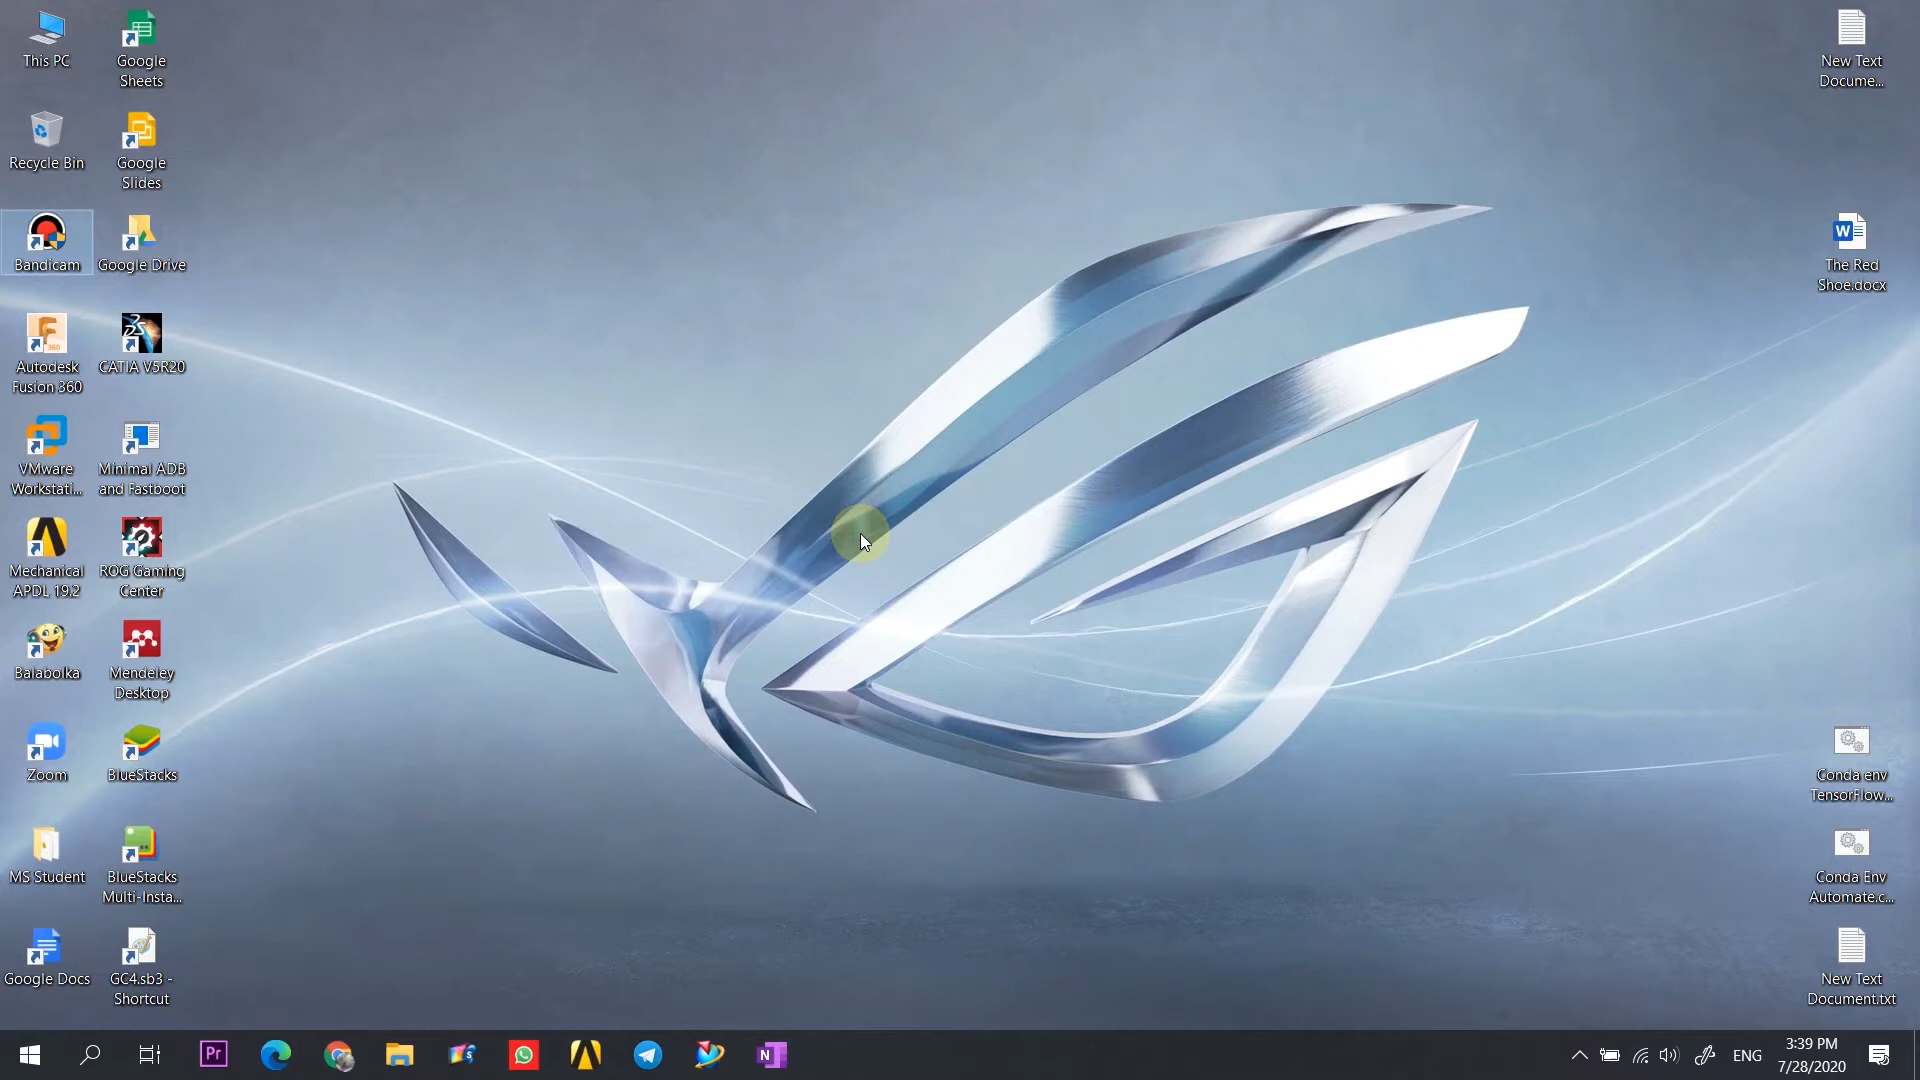 This PC
Google
Sheets
Recycle Bin
Google
Slides
Bandicam
Google Drive
Autodesk
Fusion 360
CATIA V5R20
VMware
Workstati...
Minimal ADB
and Fastboot
Mechanical
APDL 19.2
ROG Gaming
Center
Balabolka
Mendeley
Desktop
Zoom
BlueStacks
MS Student
BlueStacks
Multi-Insta...
Google Docs
GC4.sb3 -
Shortcut
New Text
Docume...
The Red
Shoe.docx
Conda env
TensorFlow...
Conda Env
Automate.c...
New Text
Document.txt
ENG
3:39 PM
7/28/2020